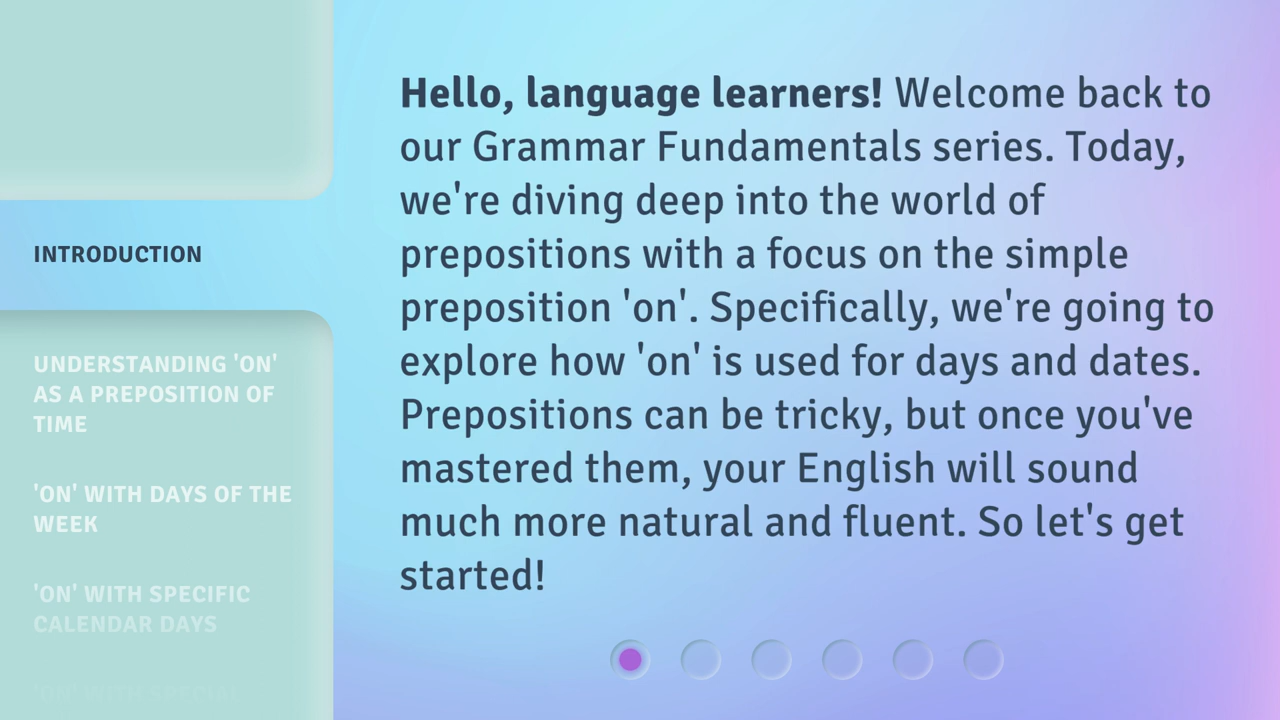 INTRODUCTION
UNDERSTANDING 'ON'
AS A PREPOSITION OF
TIME
'ON' WITH DAYS OF THE
WEEK
'ON' WITH SPECIFIC
CALENDAR DAYS
'ON' WITH SPECIAL
Hello, language learners! Welcome back to
our Grammar Fundamentals series. Today,
we're diving deep into the world of
prepositions with a focus on the simple
preposition 'on'. Specifically, we're going to
explore how 'on' is used for days and dates.
Prepositions can be tricky, but once you've
mastered them, your English will sound
much more natural and fluent. So let's get
started!